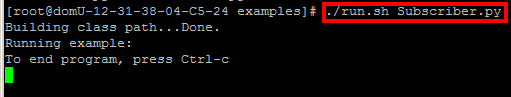 [root@domU-12-31-38-04-C5-24 examples]# ./run.sh Subscriber.py
Building class path...Done.
Running example:
To end program, press Ctrl-c